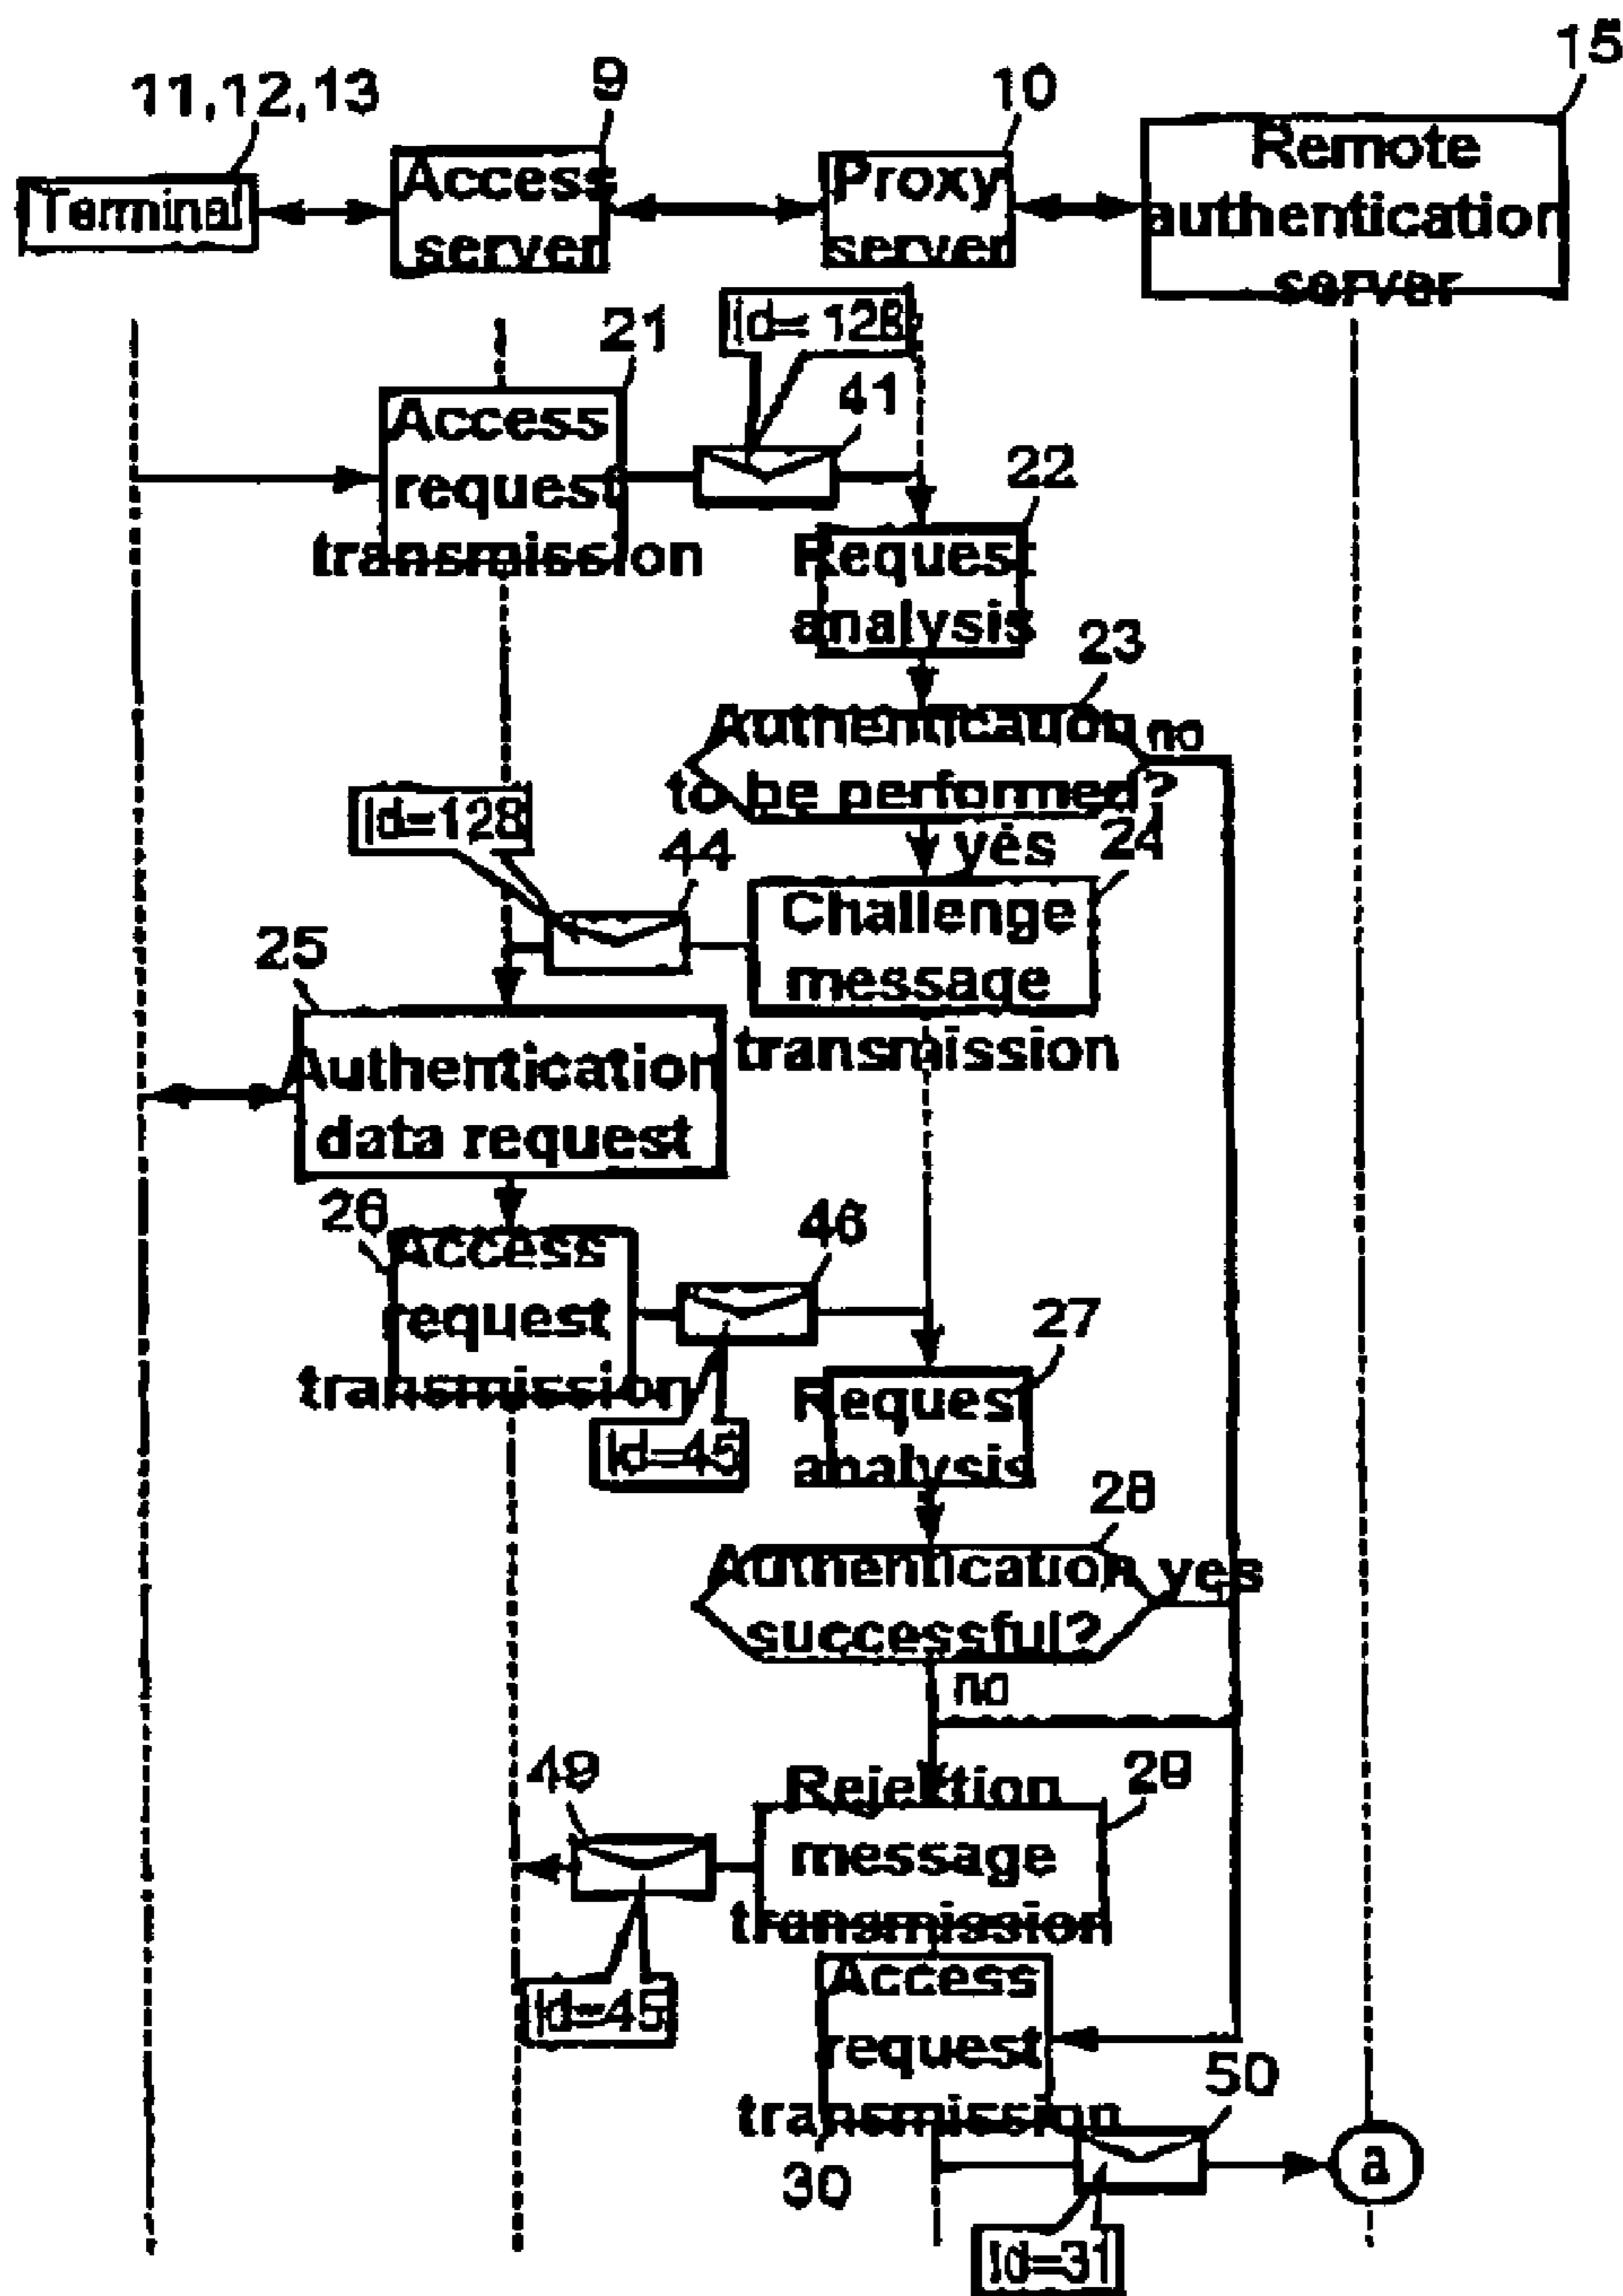 15
11,12,13
9
10
Terminal
Access
server
Proxy
server
Remote
authentication
server
21
Id=128
41
Access
request
transmission
22
Request
analysis
23
Authentication
to be performed?
no
yes
24
Id=128
44
Challenge
message
transmission
25
Authentication
data request
26
Access
request
transmission
46
Id=45
27
Request
analysis
28
Authentication
successful?
yes
no
49
Rejektion
message
transmission
29
Id=45
Access
request
transmission
50
30
a
Id=31